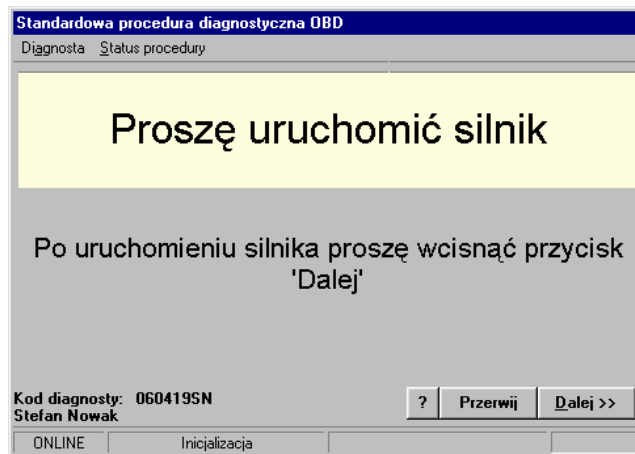 Standardowa procedura diagnostyczna OBD
Diagnosta Status procedury
Proszę uruchomić silnik
Po uruchomieniu silnika proszę wcisnąć przycisk
'Dalej'
Kod diagnosty: 060419SN
Stefan Nowak
? Przerwij Dalej >>
ONLINE Inicjalizacja